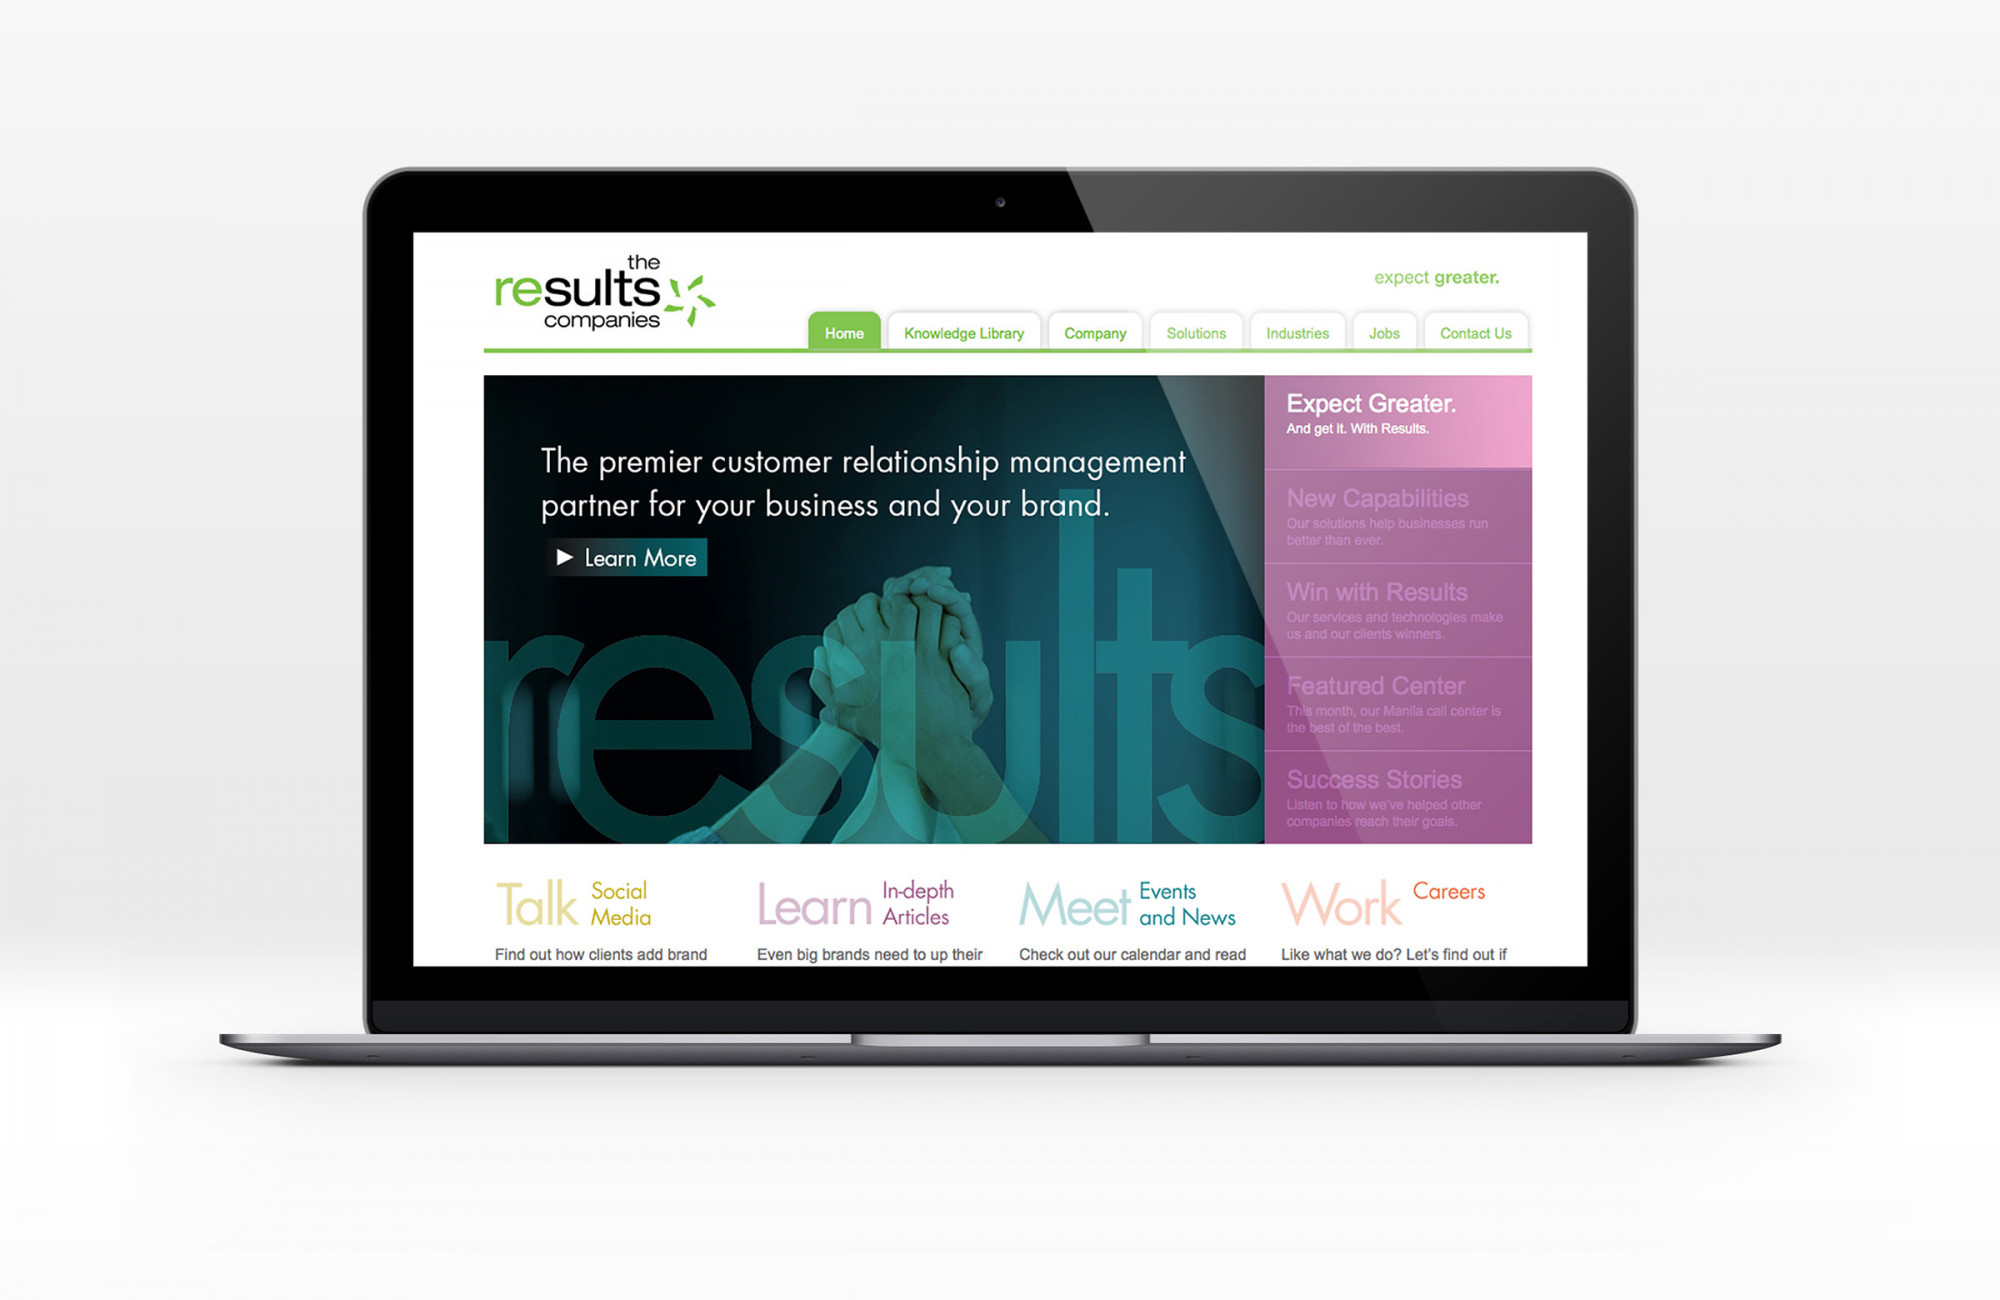 the
results
companies
expect greater.
Home
Knowledge Library
Company
Solutions
Industries
Jobs
Contact Us
The premier customer relationship management
partner for your business and your brand.
Learn More
results
Expect Greater.
And get it. With Results.
New Capabilities
Our solutions help businesses run
better than ever.
Win with Results
Our services and technologies make
us and our clients winners.
Featured Center
This month, our Manila call center is
the best of the best.
Success Stories
Listen to how we've helped other
companies reach their goals.
Talk
Social
Media
Find out how clients add brand
Learn
In-depth
Articles
Even big brands need to up their
Meet
Events
and News
Check out our calendar and read
Work
Careers
Like what we do? Let's find out if